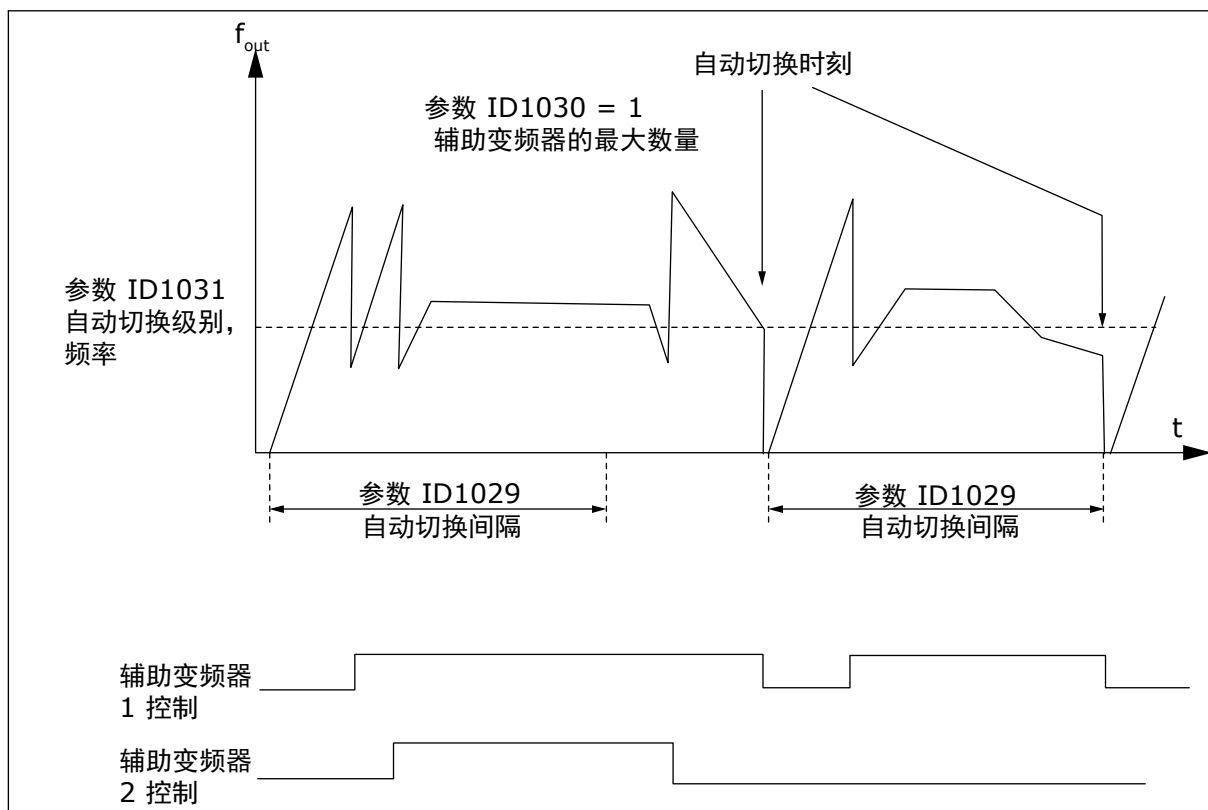 fout
自动切换时刻
参数 ID1030 = 1
辅助变频器的最大数量
参数 ID1031
自动切换级别，
频率
t
参数 ID1029
自动切换间隔
参数 ID1029
自动切换间隔
辅助变频器
1 控制
辅助变频器
2 控制